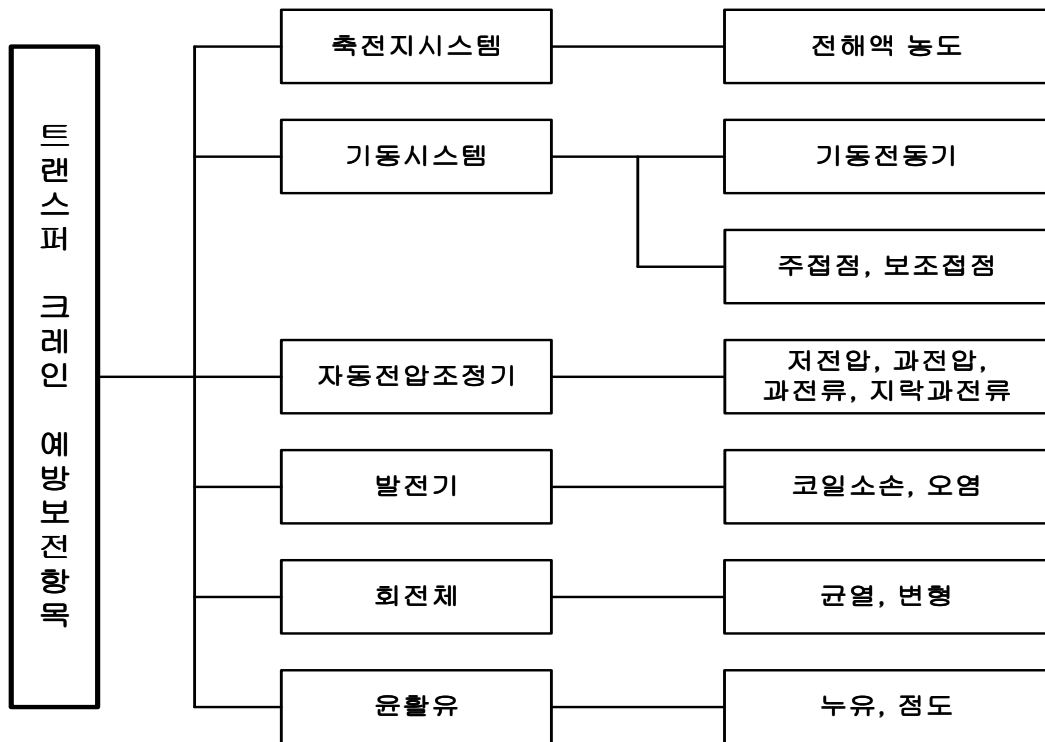 트랜스퍼 크레인 예방보전항목
축전지시스템
전해액 농도
기동시스템
기동전동기
주접점, 보조접점
자동전압조정기
저전압, 과전압,
과전류, 지락과전류
발전기
코일소손, 오염
회전체
균열, 변형
윤활유
누유, 점도